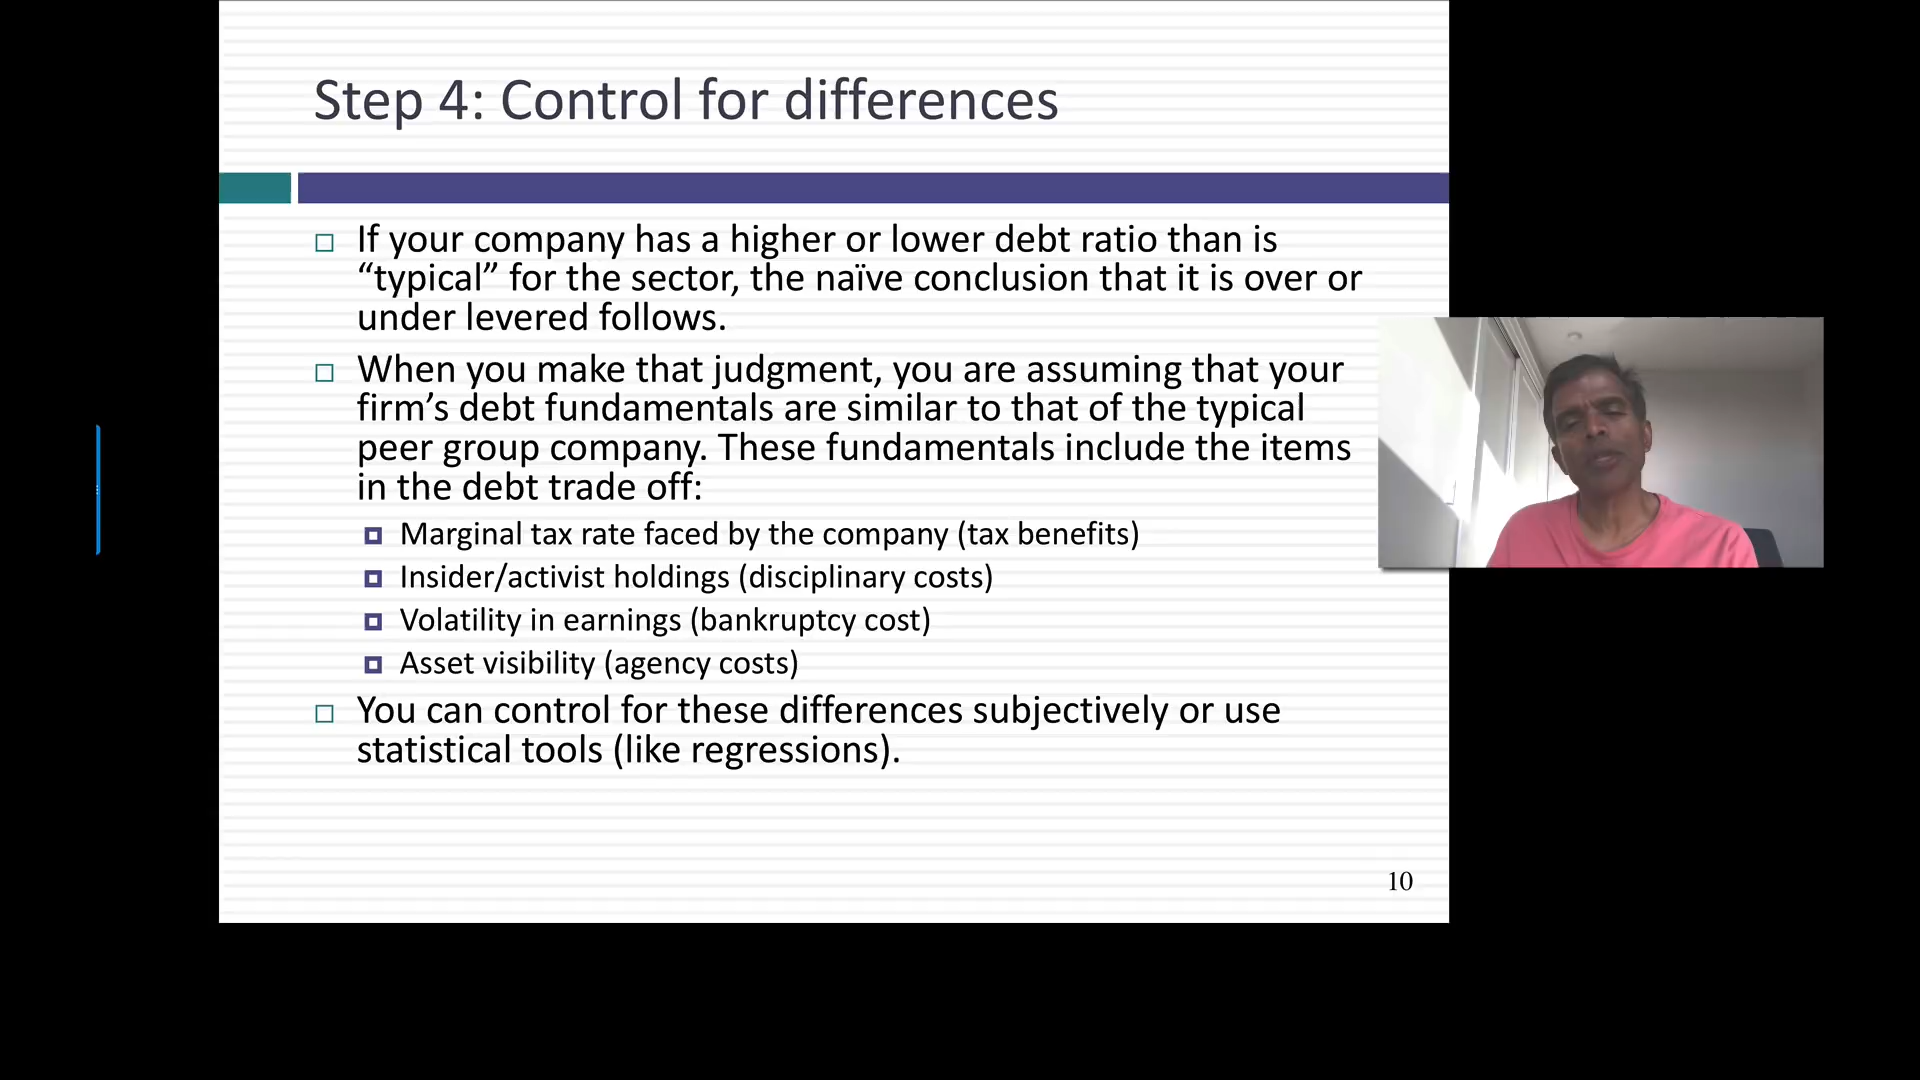 Step 4: Control for differences
If your company has a higher or lower debt ratio than is
“typical” for the sector, the naïve conclusion that it is over or
under levered follows.
When you make that judgment, you are assuming that your
firm’s debt fundamentals are similar to that of the typical
peer group company. These fundamentals include the items
in the debt trade off:
Marginal tax rate faced by the company (tax benefits)
Insider/activist holdings (disciplinary costs)
Volatility in earnings (bankruptcy cost)
Asset visibility (agency costs)
You can control for these differences subjectively or use
statistical tools (like regressions).
10